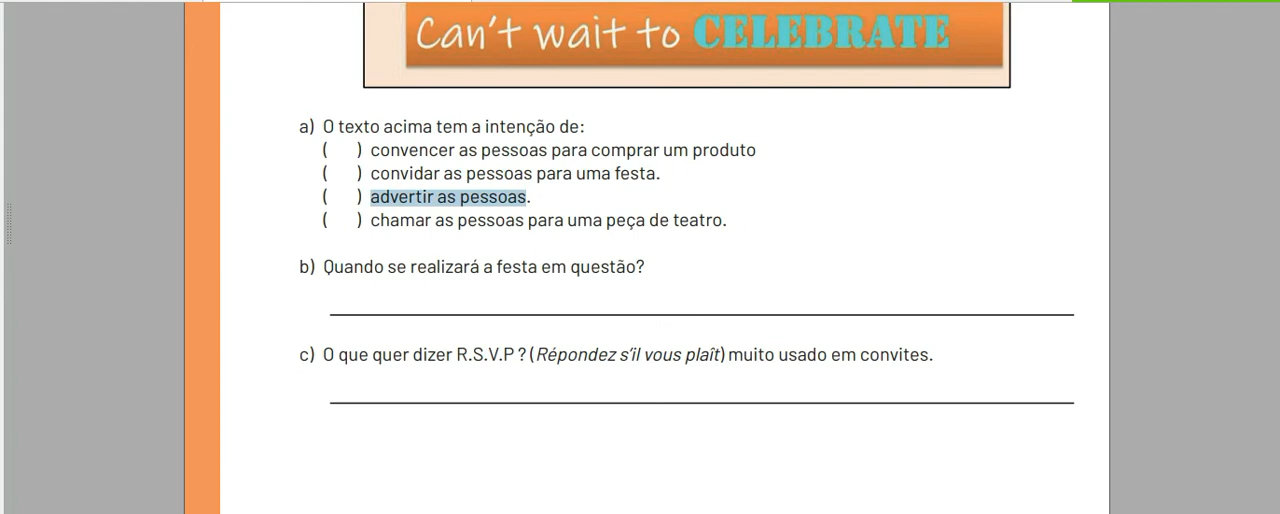 Can't wait to CELEBRATE
a) O texto acima tem a intenção de:
( ) convencer as pessoas para comprar um produto
( ) convidar as pessoas para uma festa.
( ) advertir as pessoas.
( ) chamar as pessoas para uma peça de teatro.
b) Quando se realizará a festa em questão?
c) O que quer dizer R.S.V.P ? (Répondez s'il vous plaît) muito usado em convites.